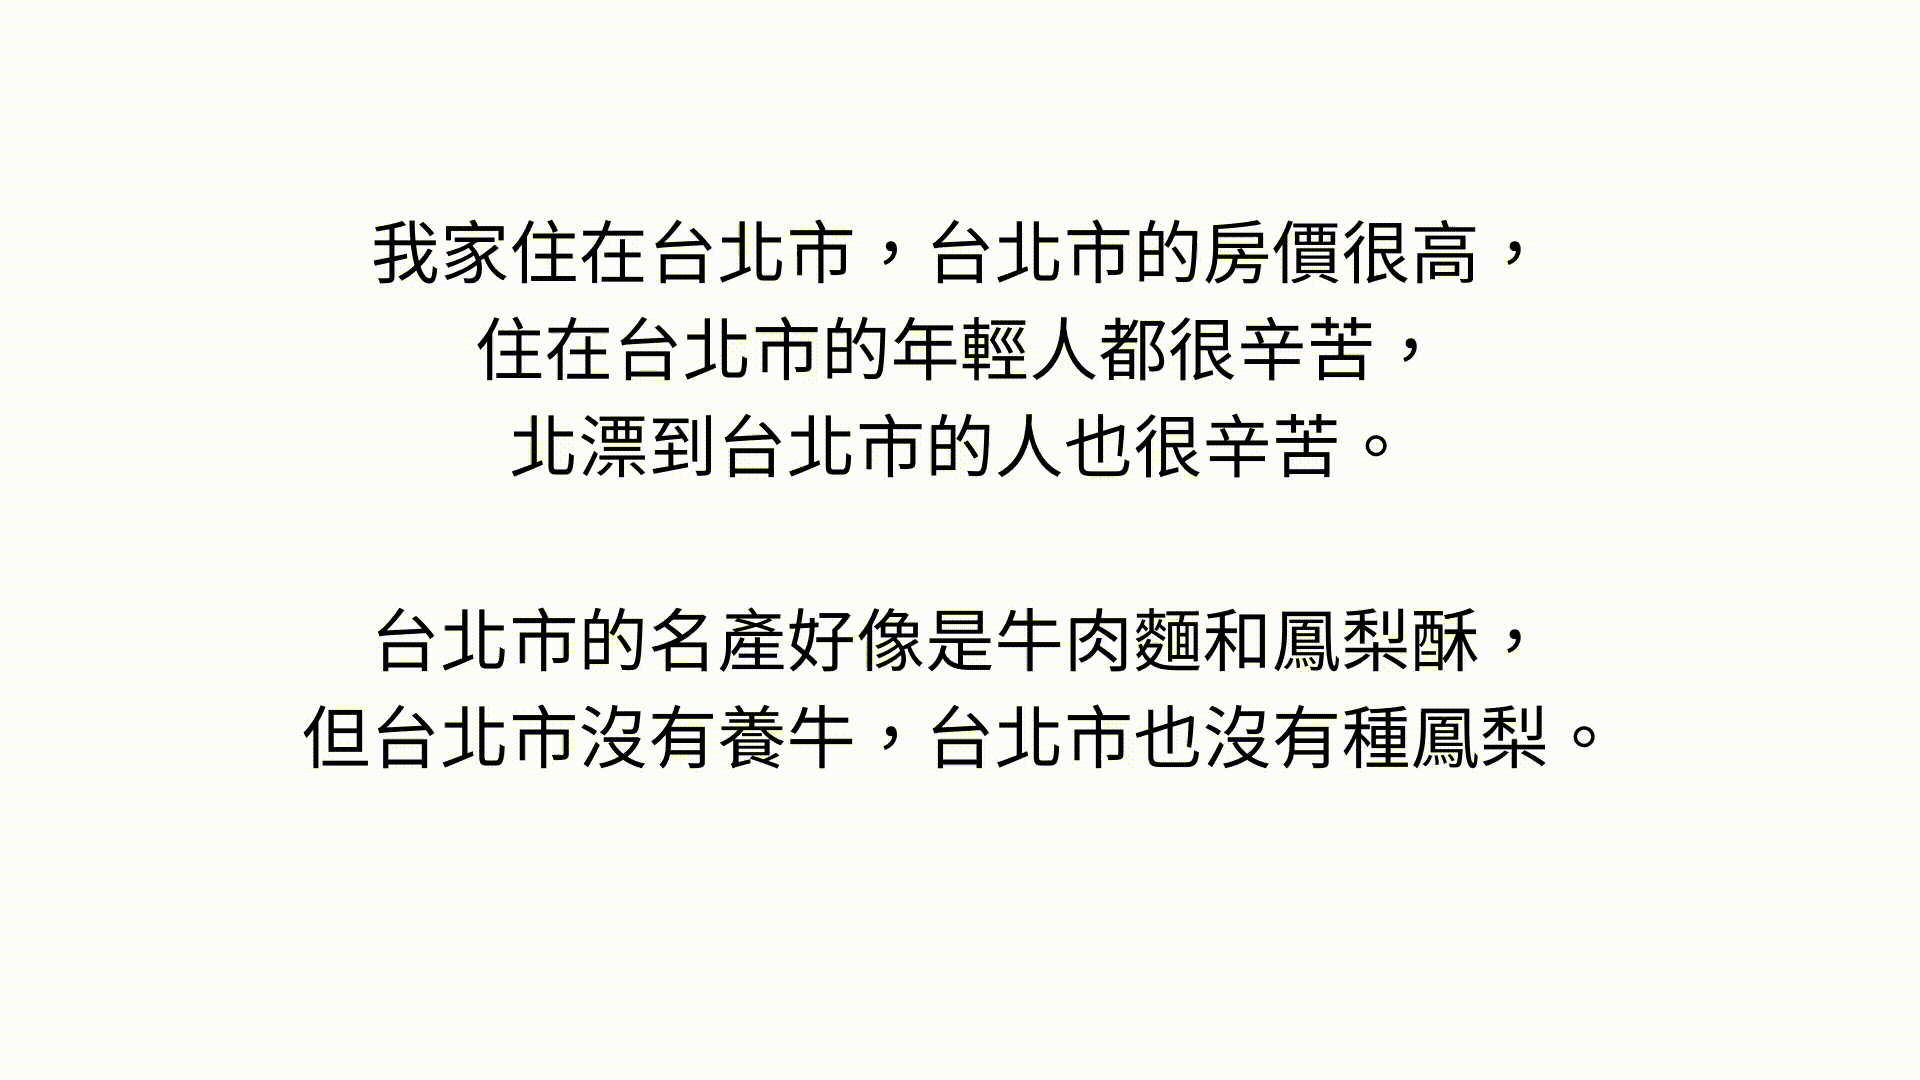 我家住在台北市，台北市的房價很高，
住在台北市的年輕人都很辛苦，
北漂到台北市的人也很辛苦。
台北市的名產好像是牛肉麵和鳳梨酥，
但台北市沒有養牛，台北市也沒有種鳳梨。